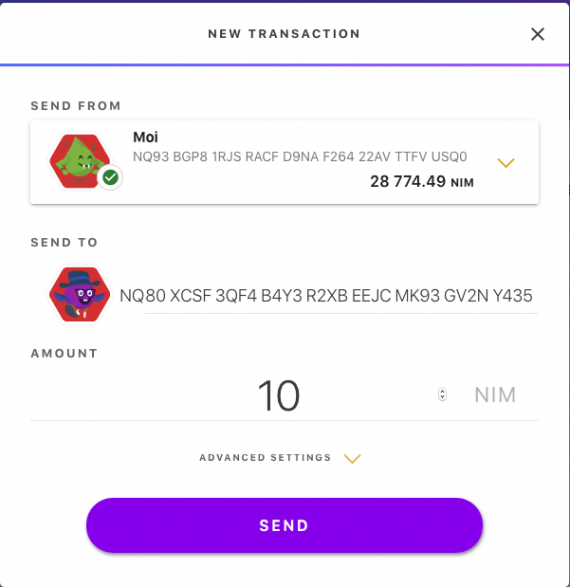 NEW TRANSACTION
SEND FROM
Moi
NQ93 BGP8 1RJS RACF D9NA F264 22AV TTFV USQ0
28 774.49 NIM
SEND TO
NQ80 XCSF 3QF4 B4Y3 R2XB EEJC MK93 GV2N Y435
AMOUNT
10 NIM
ADVANCED SETTINGS
SEND